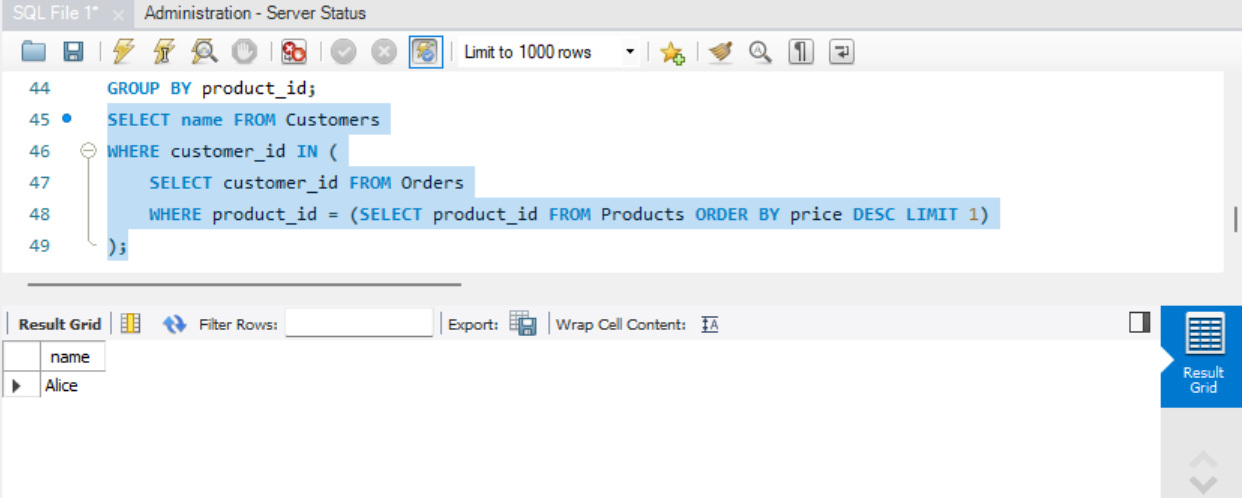 SQL File 1* × Administration - Server Status
Limit to 1000 rows
44 GROUP BY product_id;
45 SELECT name FROM Customers
46 WHERE customer_id IN (
47 SELECT customer_id FROM Orders
48 WHERE product_id = (SELECT product_id FROM Products ORDER BY price DESC LIMIT 1)
49 );
Result Grid Filter Rows: Export: Wrap Cell Content: IA
name
Alice
Result
Grid